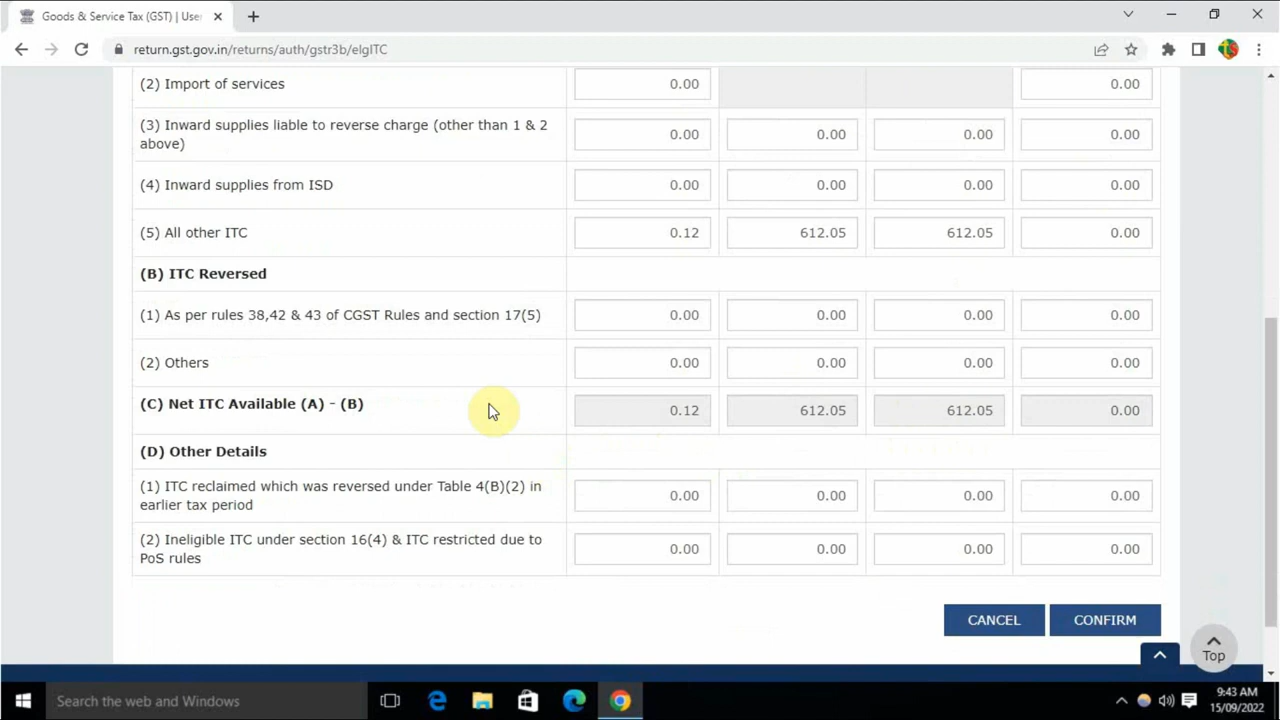 Goods & Service Tax (GST) | User
return.gst.gov.in/returns/auth/gstr3b/elgITC
(2) Import of services 0.00 0.00
(3) Inward supplies liable to reverse charge (other than 1 & 2 above) 0.00 0.00 0.00 0.00
(4) Inward supplies from ISD 0.00 0.00 0.00 0.00
(5) All other ITC 0.12 612.05 612.05 0.00
(B) ITC Reversed
(1) As per rules 38,42 & 43 of CGST Rules and section 17(5) 0.00 0.00 0.00 0.00
(2) Others 0.00 0.00 0.00 0.00
(C) Net ITC Available (A) - (B) 0.12 612.05 612.05 0.00
(D) Other Details
(1) ITC reclaimed which was reversed under Table 4(B)(2) in earlier tax period 0.00 0.00 0.00 0.00
(2) Ineligible ITC under section 16(4) & ITC restricted due to PoS rules 0.00 0.00 0.00 0.00
CANCEL CONFIRM
Top
Search the web and Windows
9:43 AM
15/09/2022